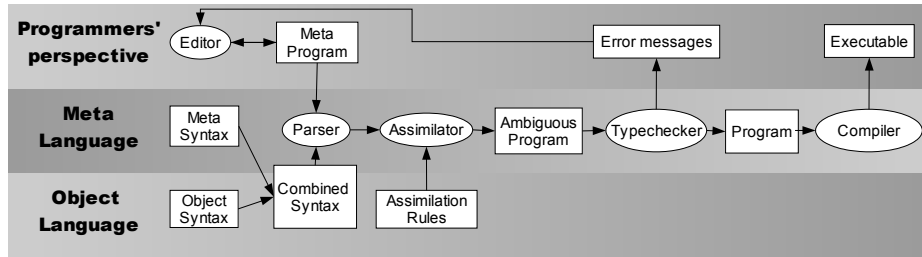 Programmers'
perspective
Editor
Meta
Program
Error messages
Executable
Meta
Language
Meta
Syntax
Parser
Assimilator
Ambiguous
Program
Typechecker
Program
Compiler
Object
Language
Object
Syntax
Combined
Syntax
Assimilation
Rules